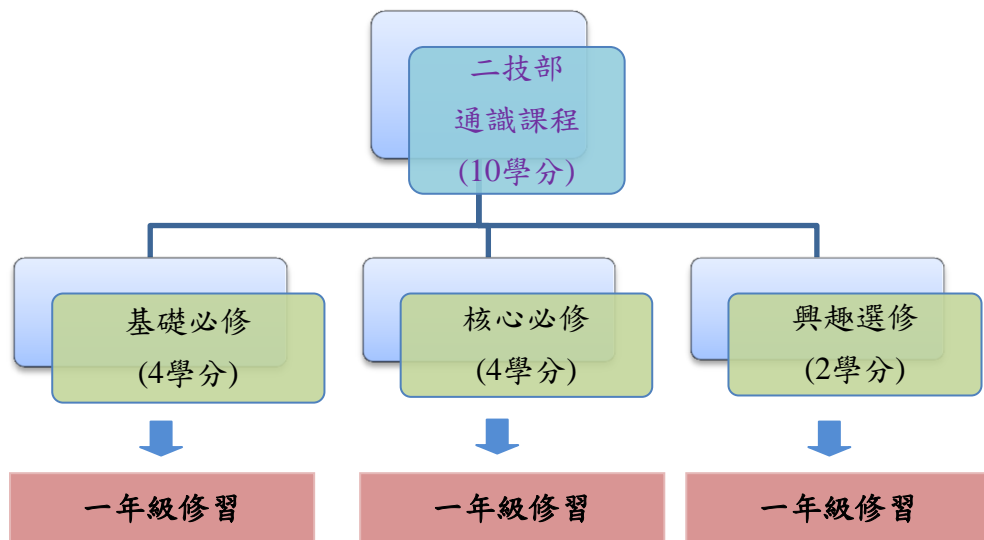 二技部
通識課程
(10學分)
基礎必修
(4學分)
核心必修
(4學分)
興趣選修
(2學分)
一年級修習
一年級修習
一年級修習